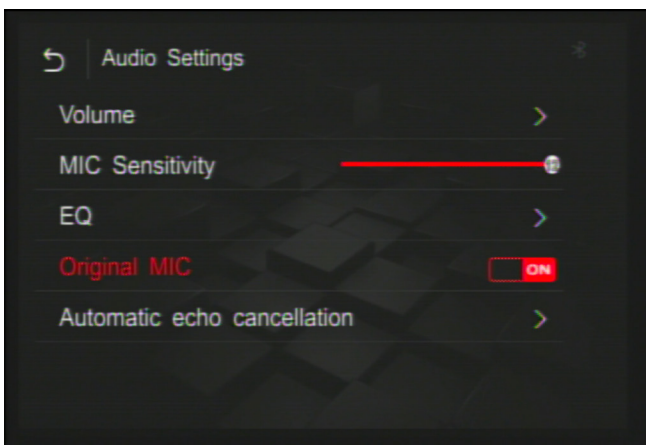 Audio Settings
Volume
MIC Sensitivity
EQ
Original MIC
ON
Automatic echo cancellation